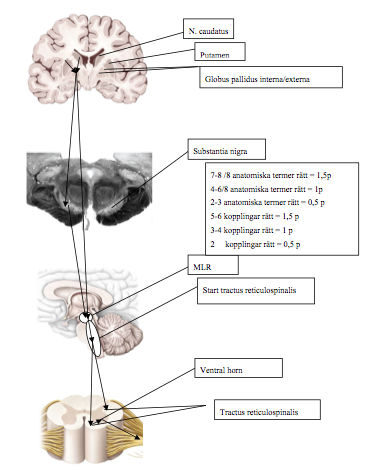 N. caudatus
Putamen
Globus pallidus interna/externa
Substantia nigra
7-8 /8 anatomiska termer rätt = 1,5p
4-6/8 anatomiska termer rätt = 1p
2-3 anatomiska termer rätt = 0,5 p
5-6 kopplingar rätt = 1,5 p
3-4 kopplingar rätt = 1 p
2 kopplingar rätt = 0,5 p
MLR
Start tractus reticulospinalis
Ventral horn
Tractus reticulospinalis